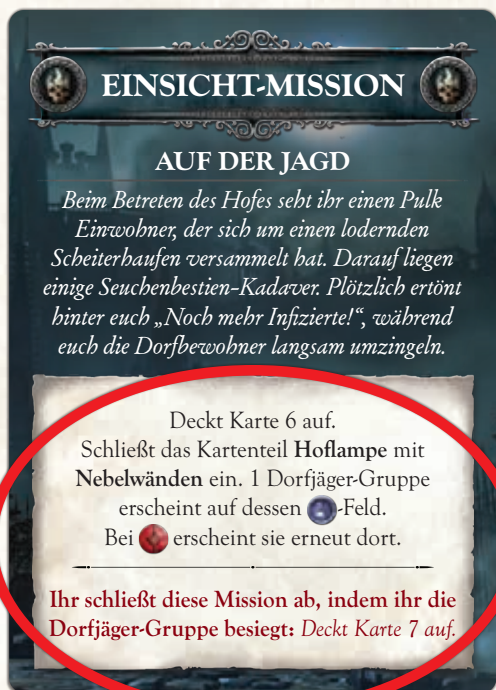 EINSICHT-MISSION
AUF DER JAGD
Beim Betreten des Hofes seht ihr einen Pulk
Einwohner, der sich um einen lodernden
Scheiterhaufen versammelt hat. Darauf liegen
einige Seuchenbestien-Kadaver. Plötzlich ertönt
hinter euch „Noch mehr Infizierte!“, während
euch die Dorfbewohner langsam umzingeln.
Deckt Karte 6 auf.
Schließt das Kartenteil Hoflampe mit
Nebelwänden ein. 1 Dorfjäger-Gruppe
erscheint auf dessen -Feld.
Bei erscheint sie erneut dort.
Ihr schließt diese Mission ab, indem ihr die
Dorfjäger-Gruppe besiegt: Deckt Karte 7 auf.